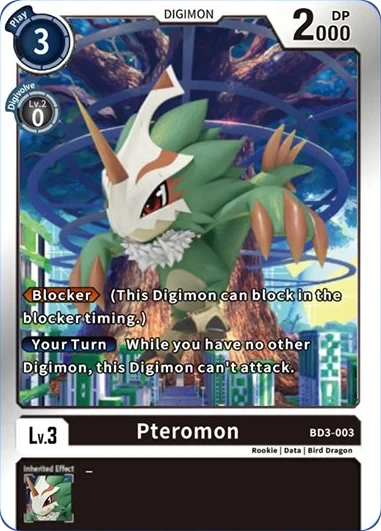 Play
3
DIGIMON
DP
2000
Digivolve
Lv.2
0
Blocker (This Digimon can block in the
blocker timing.)
Your Turn While you have no other
Digimon, this Digimon can't attack.
Lv.3
Pteromon
BD3-003
Rookie | Data | Bird Dragon
Inherited Effect
–